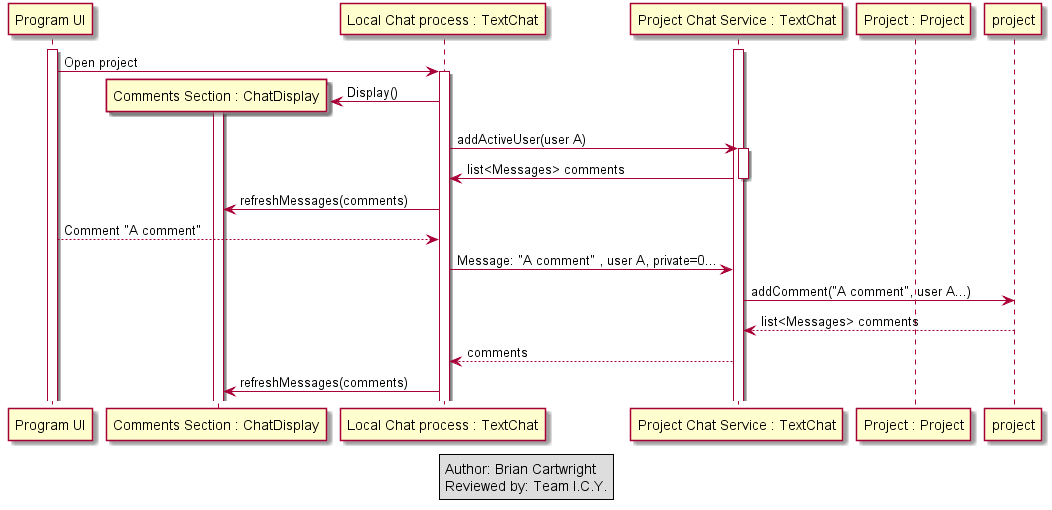 Program UI
Local Chat process : TextChat
Project Chat Service : TextChat
Project : Project
project
Open project
Comments Section : ChatDisplay
Display()
addActiveUser(user A)
list<Messages> comments
refreshMessages(comments)
Comment "A comment"
Message: "A comment" , user A, private=0...
addComment("A comment", user A...)
list<Messages> comments
comments
refreshMessages(comments)
Program UI
Comments Section : ChatDisplay
Local Chat process : TextChat
Project Chat Service : TextChat
Project : Project
project
Author: Brian Cartwright
Reviewed by: Team I.C.Y.